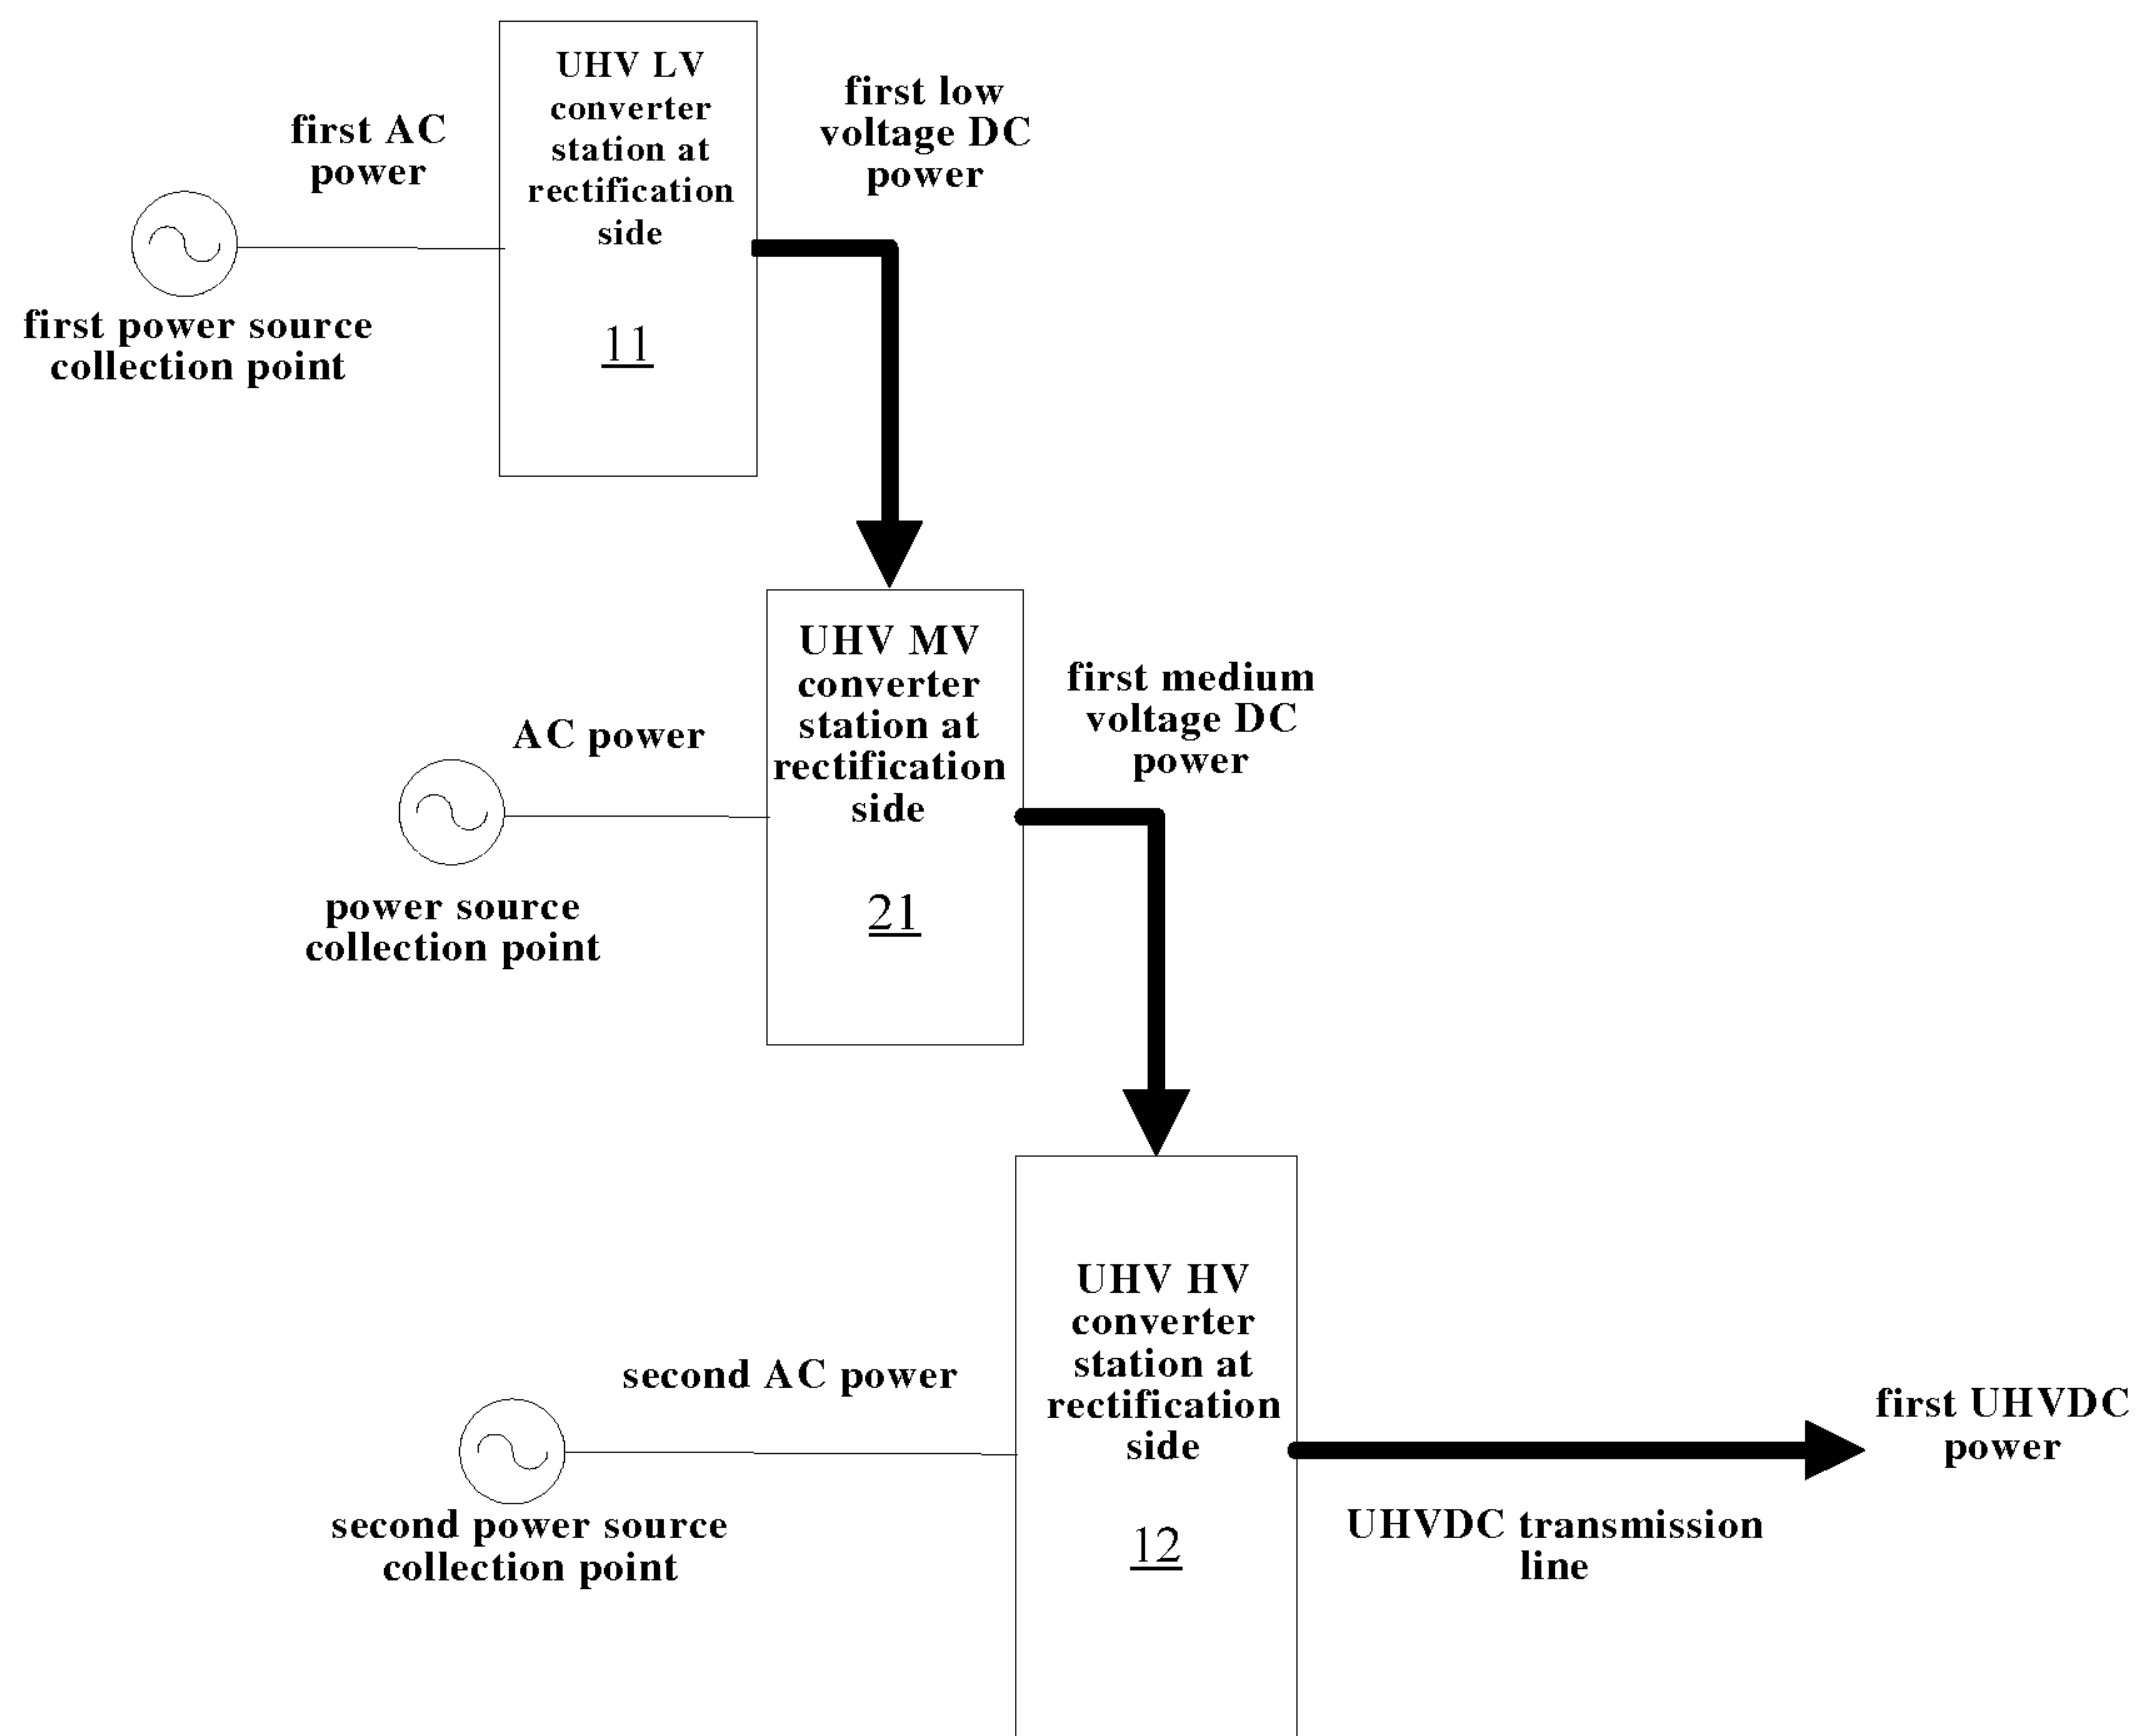 UHV LV
converter
station at
rectification
side
11
first AC
power
first low
voltage DC
power
first power source
collection point
UHV MV
converter
station at
rectification
side
21
AC power
first medium
voltage DC
power
power source
collection point
UHV HV
converter
station at
rectification
side
12
second AC power
second power source
collection point
first UHVDC
power
UHVDC transmission
line